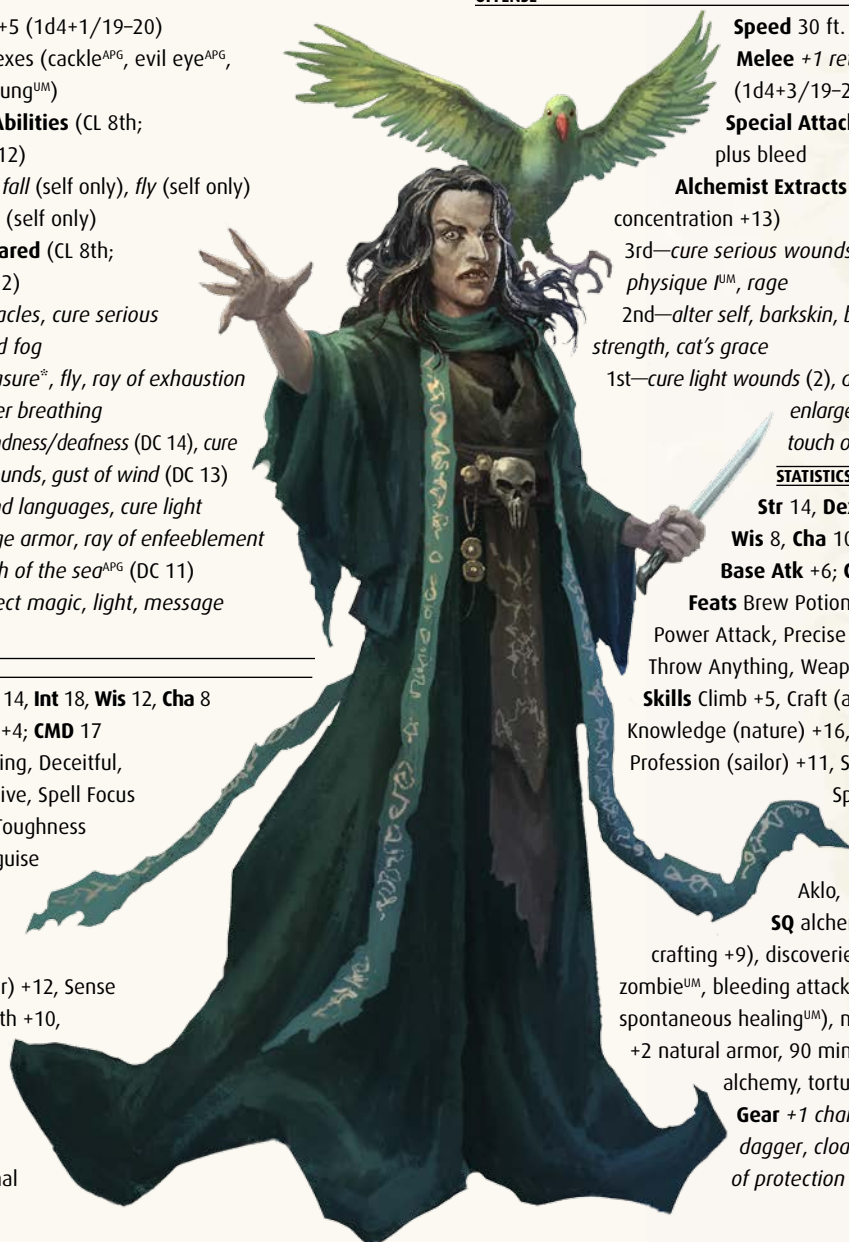 +5 (1d4+1/19–20)
exes (cackleAPG, evil eyeAPG,
ungUM)
Abilities (CL 8th;
12)
fall (self only), fly (self only)
(self only)
ared (CL 8th;
2)
acles, cure serious
d fog
asure*, fly, ray of exhaustion
er breathing
ndness/deafness (DC 14), cure
unds, gust of wind (DC 13)
nd languages, cure light
ge armor, ray of enfeeblement
h of the seaAPG (DC 11)
ect magic, light, message
14, Int 18, Wis 12, Cha 8
+4; CMD 17
ing, Deceitful,
ive, Spell Focus
Toughness
guise
r) +12, Sense
th +10,
nal
OFFENSE
Speed 30 ft.
Melee +1 ret
(1d4+3/19–2
Special Attack
plus bleed
Alchemist Extracts
concentration +13)
3rd—cure serious wounds
physique IUM, rage
2nd—alter self, barkskin, b
strength, cat's grace
1st—cure light wounds (2), d
enlarge
touch o
STATISTICS
Str 14, Dex
Wis 8, Cha 10
Base Atk +6; C
Feats Brew Potion
Power Attack, Precise
Throw Anything, Weap
Skills Climb +5, Craft (a
Knowledge (nature) +16,
Profession (sailor) +11, S
Sp
Aklo,
SQ alchem
crafting +9), discoverie
zombieUM, bleeding attack
spontaneous healingUM), m
+2 natural armor, 90 min
alchemy, tortu
Gear +1 chai
dagger, cloa
of protection